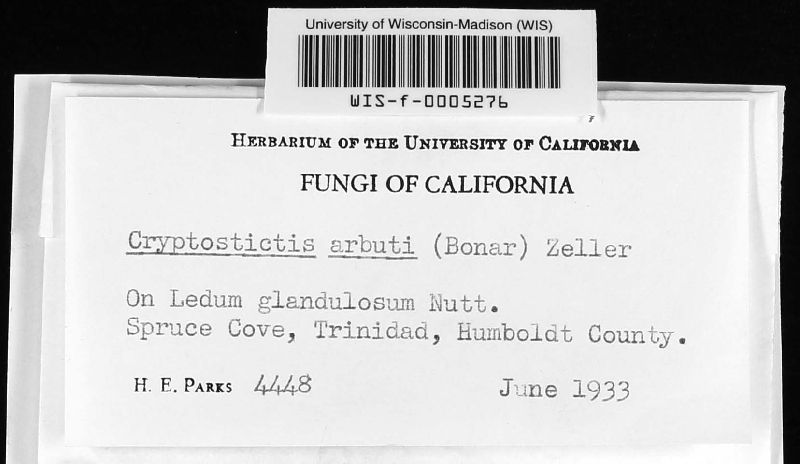 University of Wisconsin-Madison (WIS)
WIS-f-0005276
HERBARIUM OF THE UNIVERSITY OF CALIFORNIA
FUNGI OF CALIFORNIA
Cryptostictis arbuti (Bonar) Zeller
On Ledum glandulosum Nutt.
Spruce Cove, Trinidad, Humboldt County.
H. E. PARKS 4448 June 1933